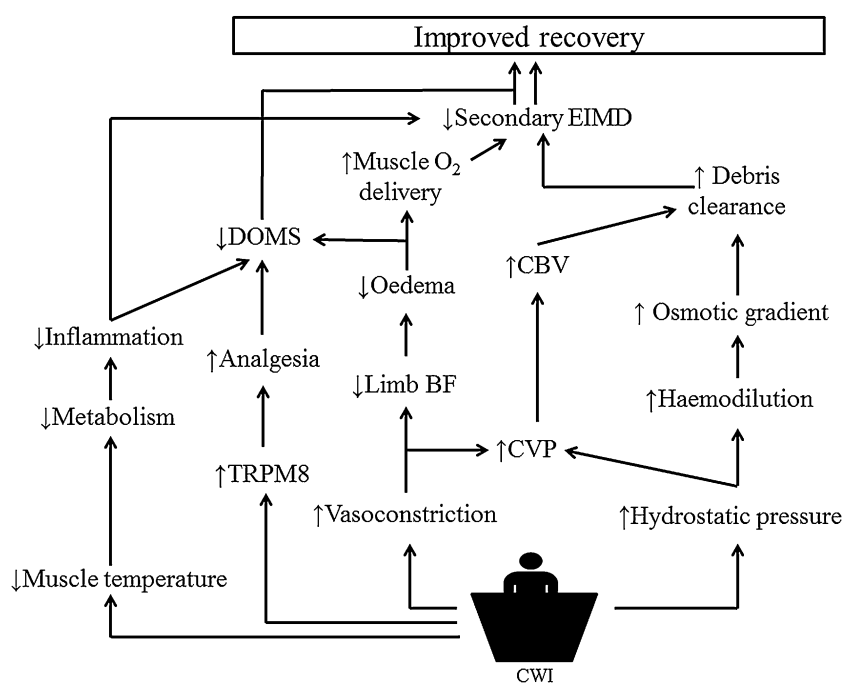 Improved recovery
↓Secondary EIMD
↑Muscle O₂
delivery
↑ Debris
clearance
↓DOMS
↑CBV
↓Oedema
↑ Osmotic gradient
↓Inflammation
↑Analgesia
↓Limb BF
↑Haemodilution
↓Metabolism
↑CVP
↑TRPM8
↑Vasoconstriction
↑Hydrostatic pressure
↓Muscle temperature
CWI